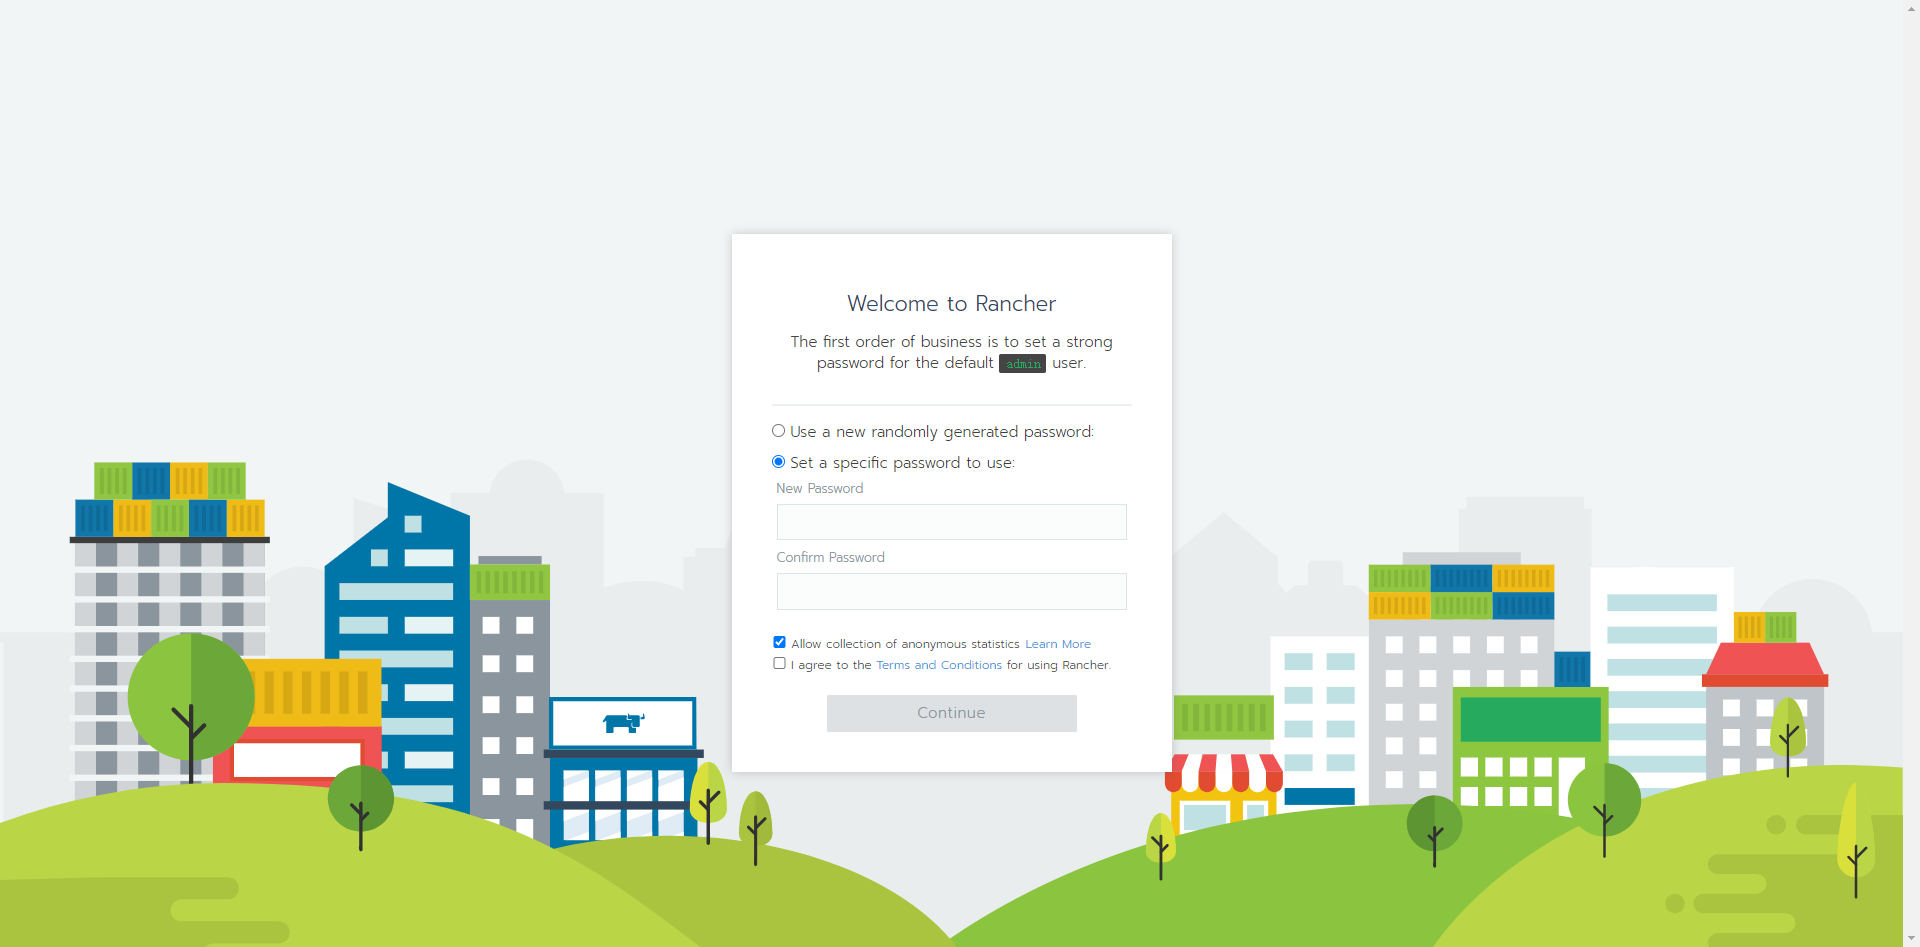 Welcome to Rancher
The first order of business is to set a strong
password for the default admin user.
Use a new randomly generated password:
Set a specific password to use:
New Password
Confirm Password
Allow collection of anonymous statistics Learn More
I agree to the Terms and Conditions for using Rancher.
Continue